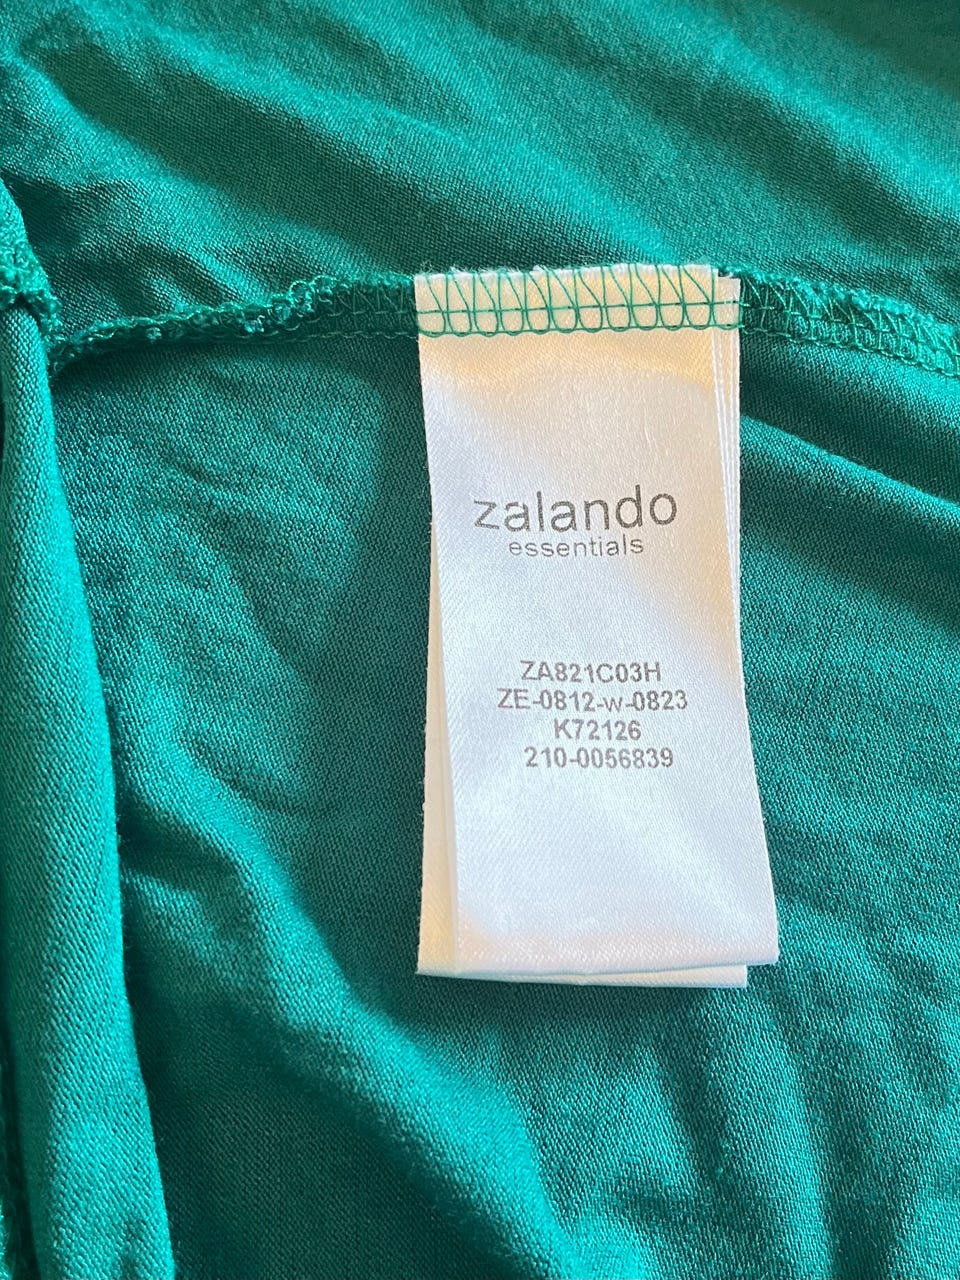 zalando
essentials
ZA821C03H
ZE-0812-w-0823
K72126
210-0056839